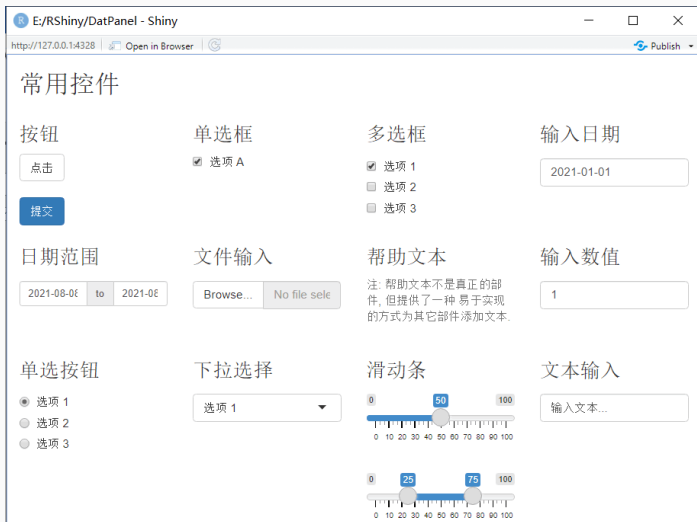 E:/RShiny/DatPanel - Shiny
http://127.0.0.1:4328 Open in Browser Publish
常用控件
按钮 单选框 多选框 输入日期
点击 选项 A 选项 1 2021-01-01
选项 2
提交 选项 3
日期范围 文件输入 帮助文本 输入数值
2021-08-08 to 2021-08 Browse... No file sele 注: 帮助文本不是真正的部 1
件, 但提供了一种 易于实现
的方式为其它部件添加文本.
单选按钮 下拉选择 滑动条 文本输入
选项 1 选项 1 0 50 100 输入文本...
选项 2 0 10 20 30 40 50 60 70 80 90 100
选项 3
0 25 75 100
0 10 20 30 40 50 60 70 80 90 100